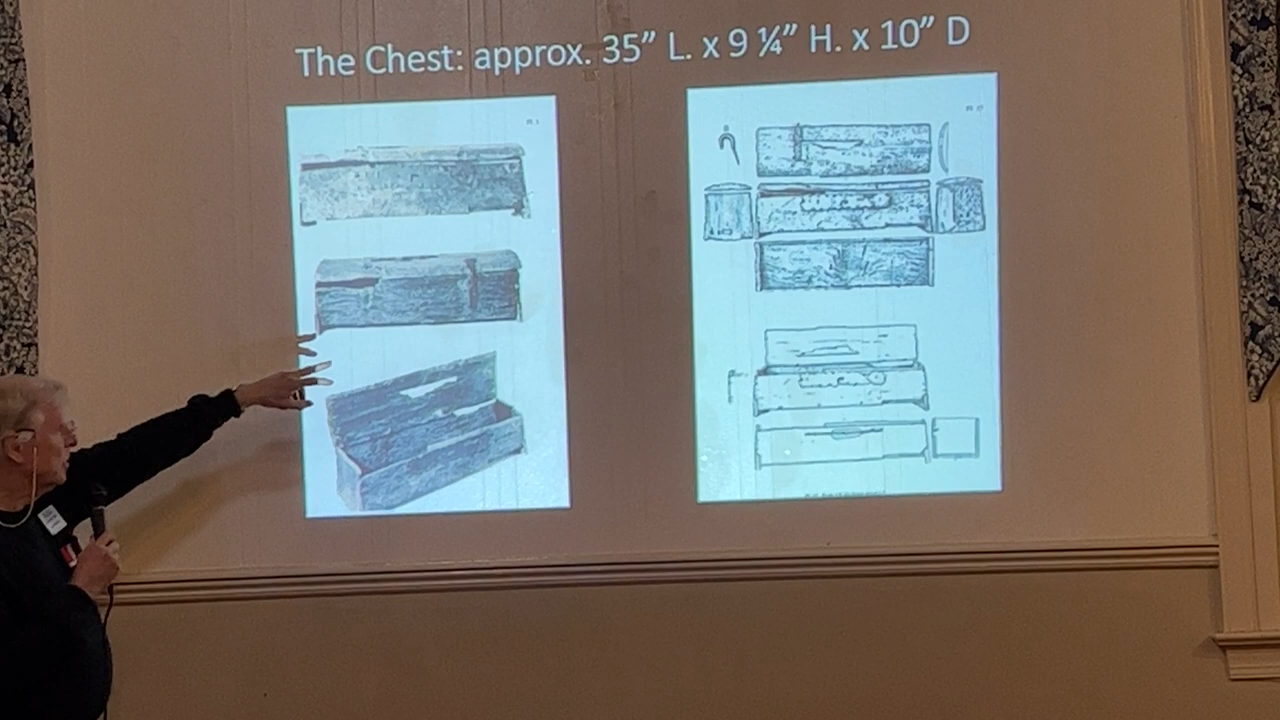 The Chest: approx. 35” L. x 9 ¼” H. x 10” D